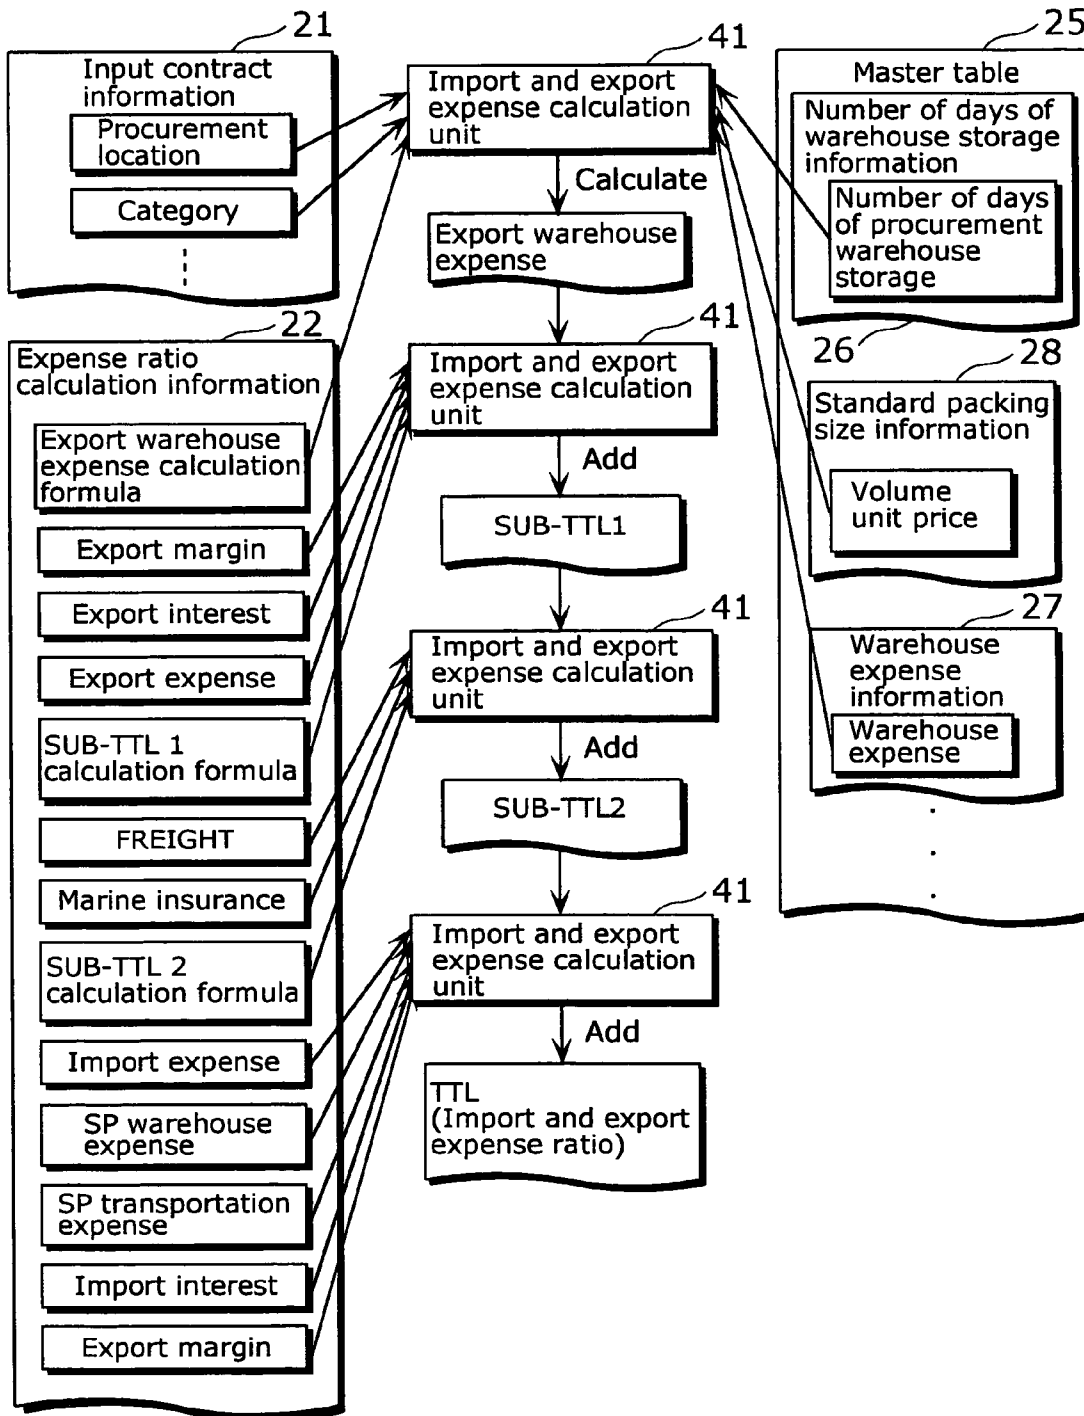 21
Input contract
information
Procurement
location
Category
22
Expense ratio
calculation information
Export warehouse
expense calculation
formula
Export margin
Export interest
Export expense
SUB-TTL 1
calculation formula
FREIGHT
Marine insurance
SUB-TTL 2
calculation formula
Import expense
SP warehouse
expense
SP transportation
expense
Import interest
Export margin
41
Import and export
expense calculation
unit
Calculate
Export warehouse
expense
41
Import and export
expense calculation
unit
Add
SUB-TTL1
41
Import and export
expense calculation
unit
Add
SUB-TTL2
41
Import and export
expense calculation
unit
Add
TTL
(Import and export
expense ratio)
25
Master table
Number of days of
warehouse storage
information
Number of days
of procurement
warehouse
storage
26
28
Standard packing
size information
Volume
unit price
27
Warehouse
expense
information
Warehouse
expense